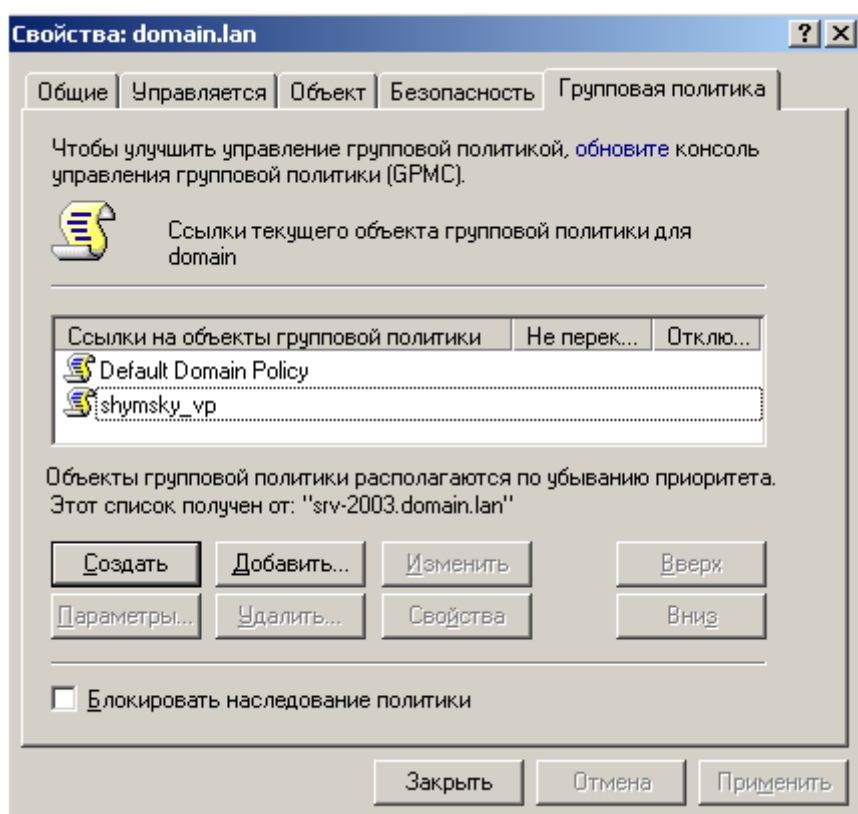 Свойства: domain.lan
Общие Управляется Объект Безопасность Групповая политика
Чтобы улучшить управление групповой политикой, обновите консоль
управления групповой политики (GPMC).
Ссылки текущего объекта групповой политики для
domain
Ссылки на объекты групповой политики Не перек... Отклю...
Default Domain Policy
shymsky_vp
Объекты групповой политики располагаются по убыванию приоритета.
Этот список получен от: "srv-2003.domain.lan"
Создать Добавить... Изменить Вверх
Параметры... Удалить... Свойства Вниз
Блокировать наследование политики
Закрыть Отмена Применить